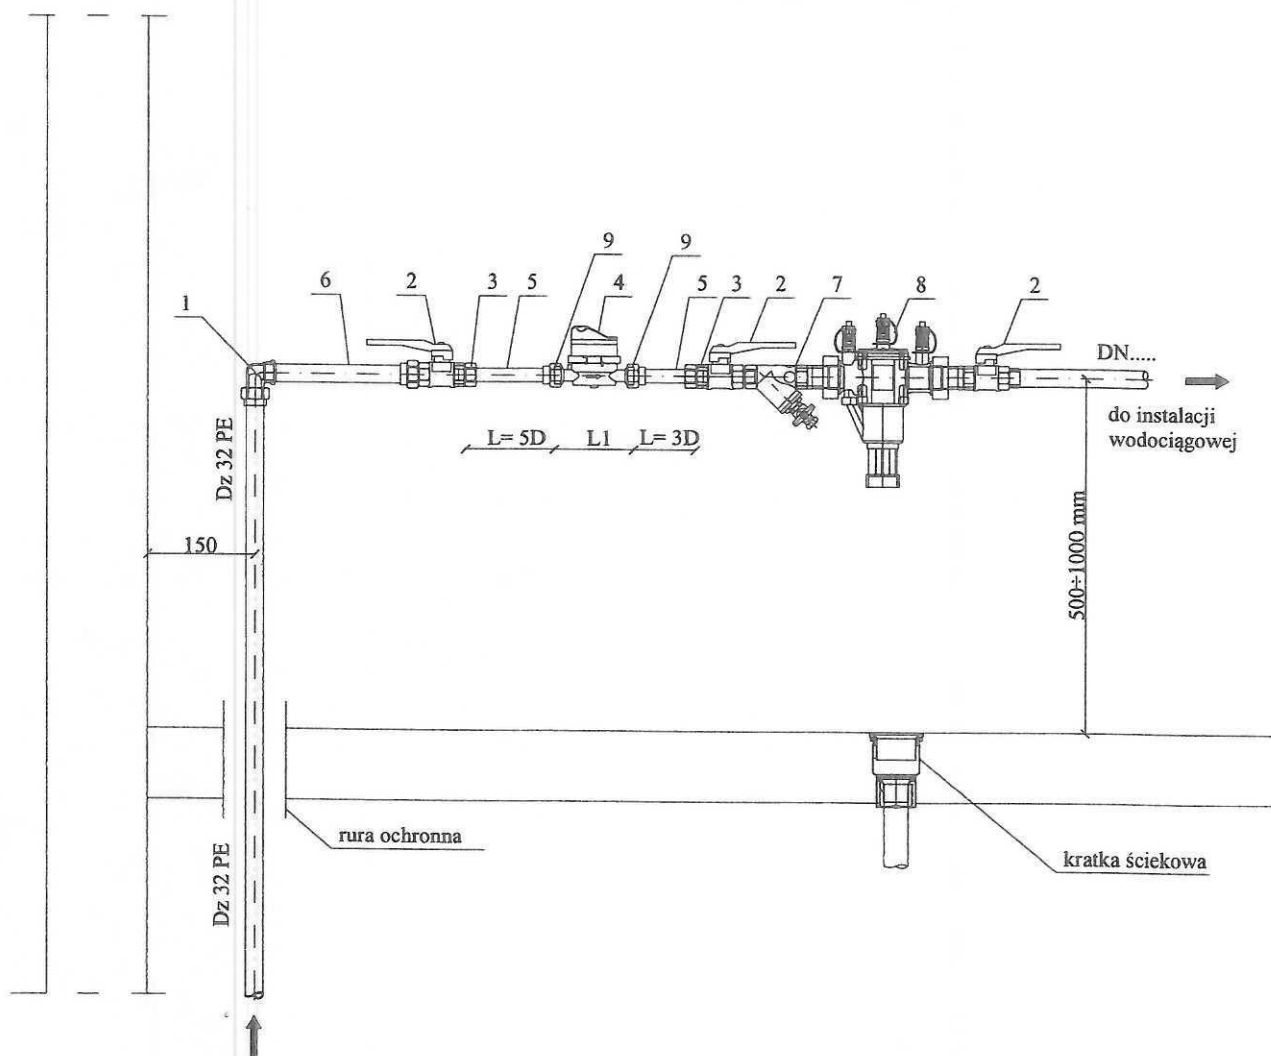 9
9
6
2
3
5
4
5
3
2
7
8
2
1
DN.....
do instalacji
wodociągowej
L= 5D
L1
L= 3D
Dz 32 PE
150
500÷1000 mm
rura ochronna
kratka ściekowa
Dz 32 PE